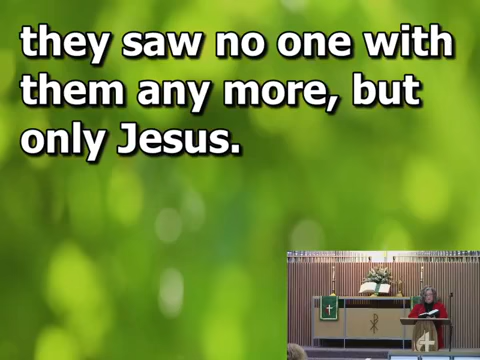 they saw no one with
them any more, but
only Jesus.